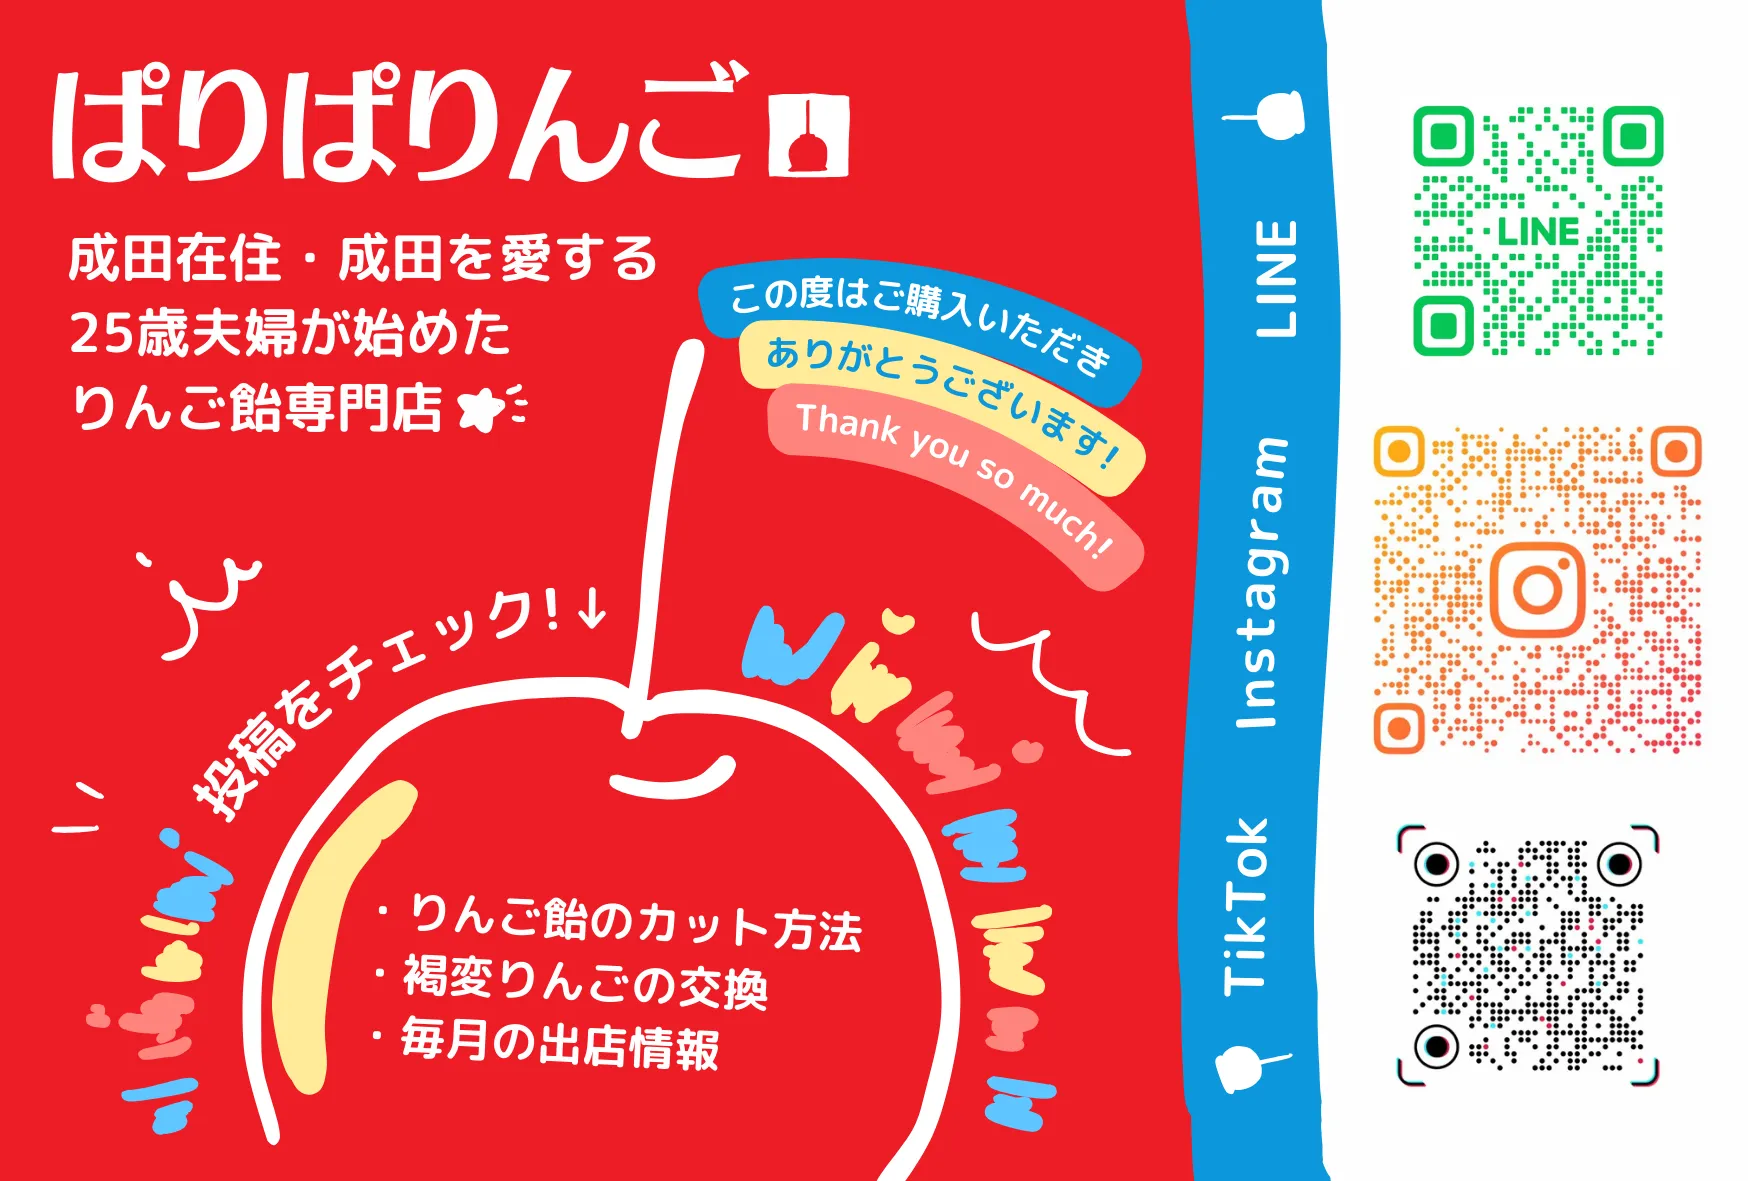 ぱりぱりんご
成田在住・成田を愛する
25歳夫婦が始めた
りんご飴専門店
この度はご購入いただき
ありがとうございます!
Thank you so much!
投稿をチェック!↓
・りんご飴のカット方法
・褐変りんごの交換
・毎月の出店情報
LINE
Instagram
TikTok
LINE